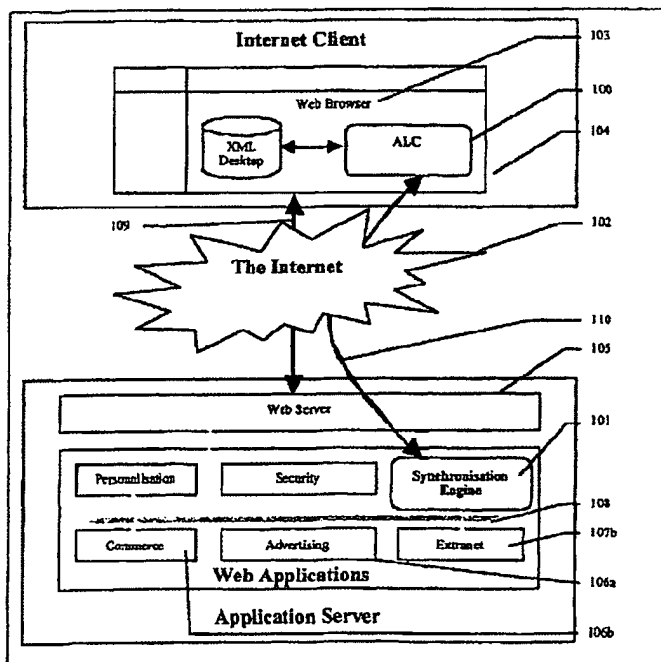 Internet Client
103
Web Browser
100
XML
Desktop
ALC
104
109
The Internet
102
110
105
Web Server
101
Personalisation
Security
Synchronisation
Engine
108
107b
Commerce
Advertising
Extranet
Web Applications
106a
Application Server
106b